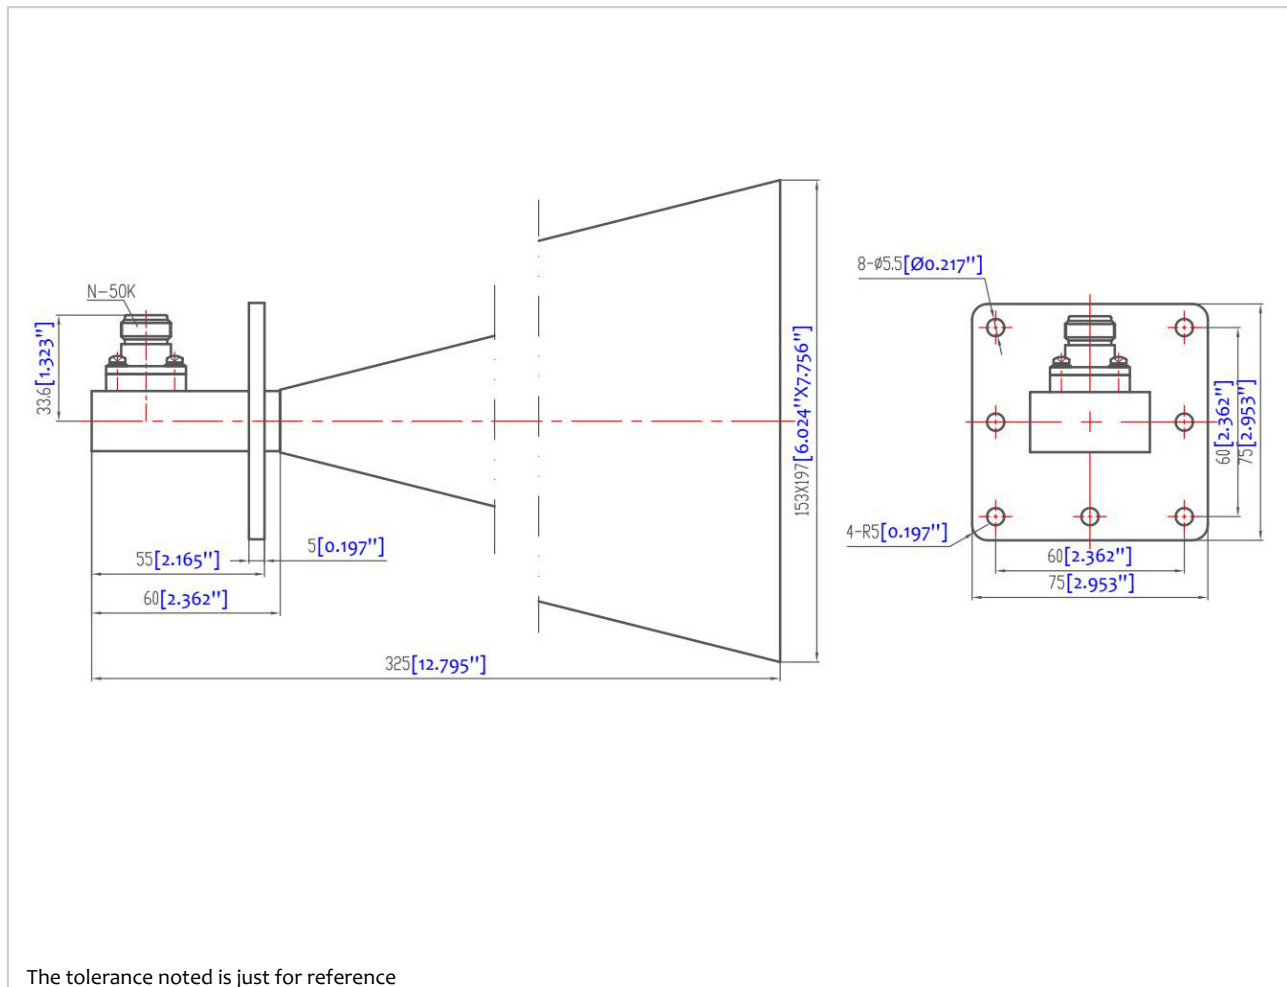 N-50K
33.6[1.323"]
55[2.165"]
5[0.197"]
60[2.362"]
325[12.795"]
153X197[6.024"X7.756"]
8-ø5.5[Ø0.217"]
4-R5[0.197"]
60[2.362"]
75[2.953"]
60[2.362"]
75[2.953"]
The tolerance noted is just for reference